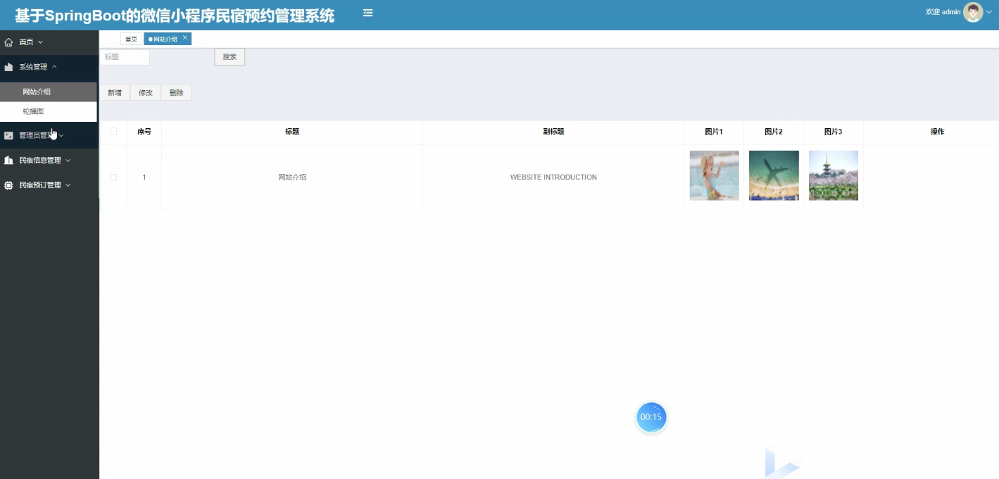 基于SpringBoot的微信小程序民宿预约管理系统
欢迎 admin
首页
首页
网站介绍
标题
搜索
系统管理
网站介绍
新增
修改
删除
轮播图
管理员管
序号
标题
副标题
图片1
图片2
图片3
操作
民宿信息管理
1
网站介绍
WEBSITE INTRODUCTION
民宿预订管理
00:15